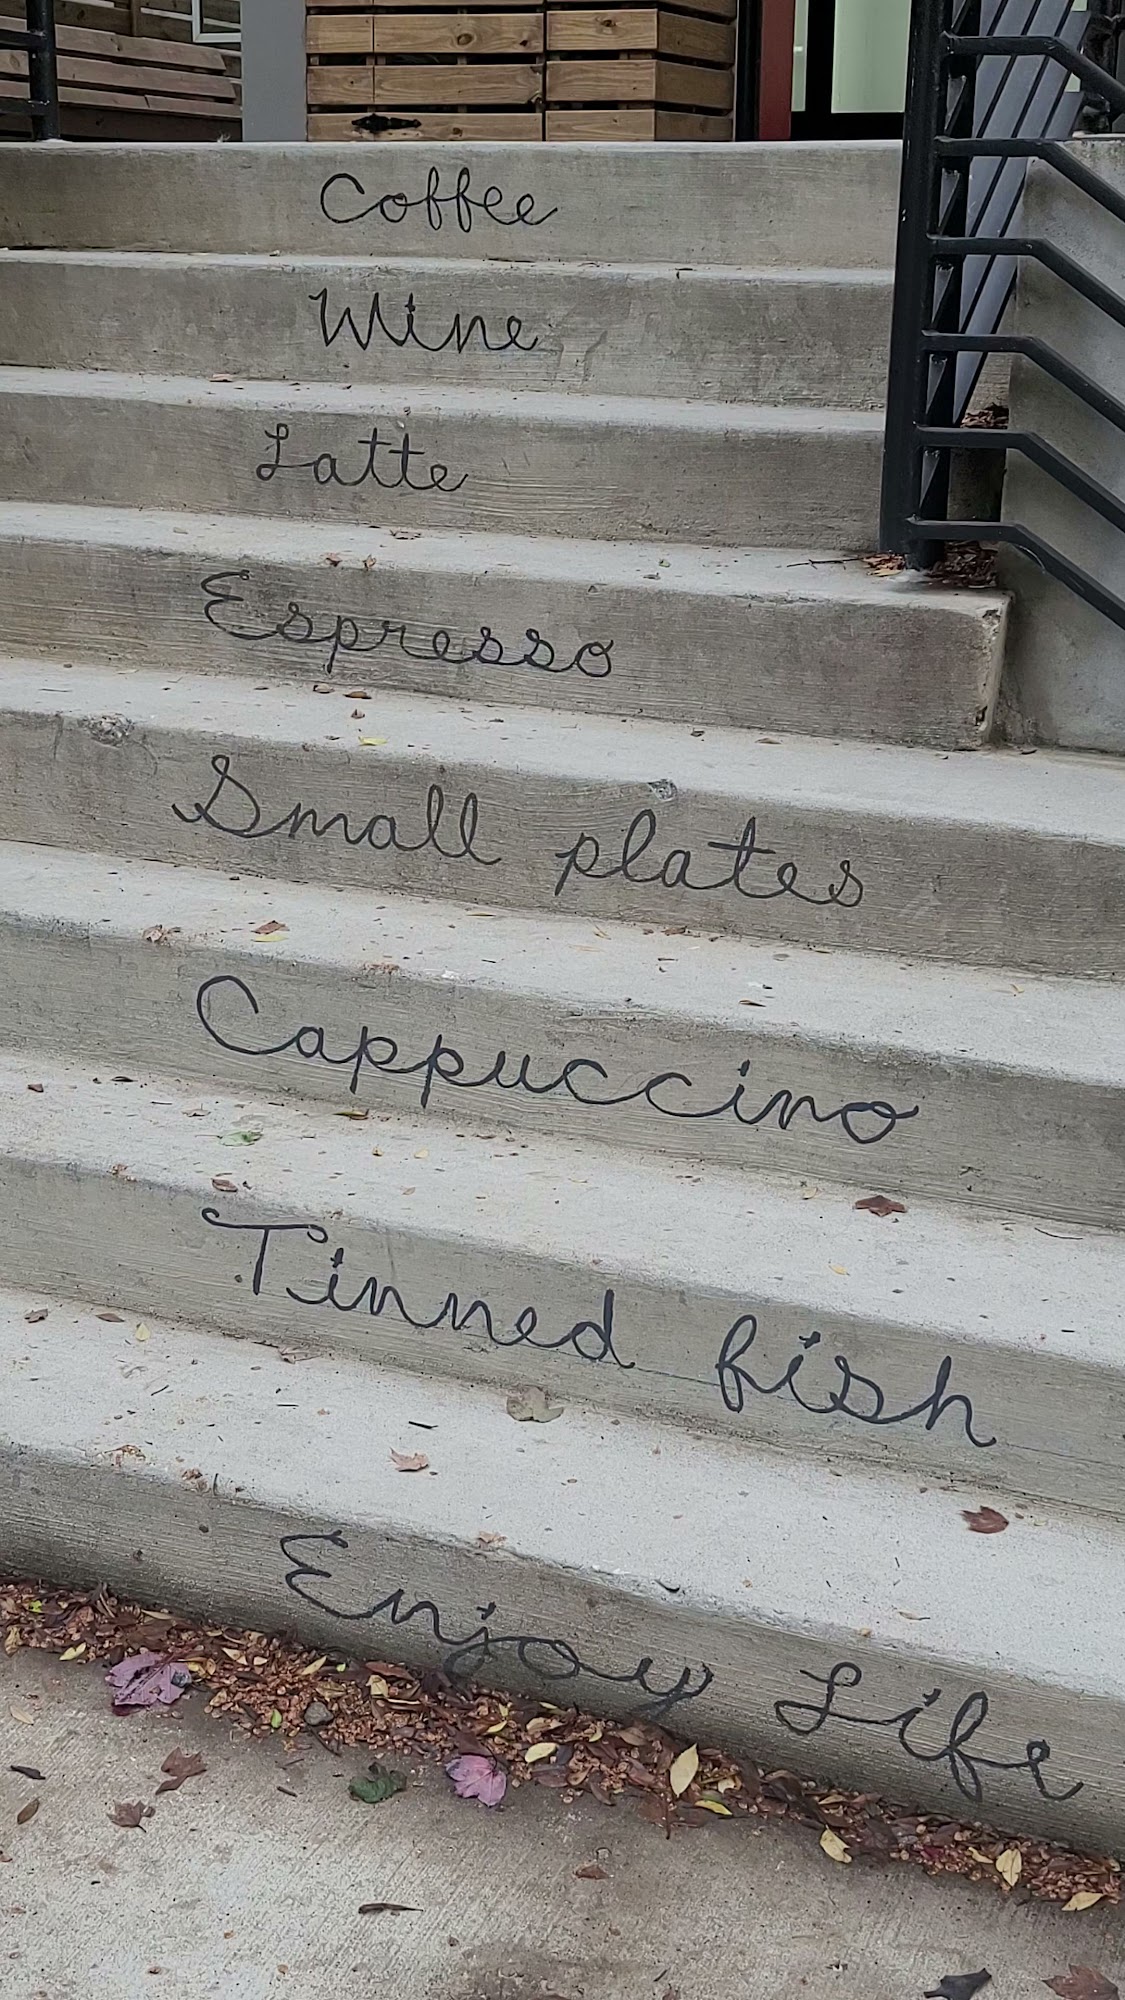 Coffee
Wine
Latte
Espresso
Small plates
Cappuccino
Tinned fish
Enjoy Life